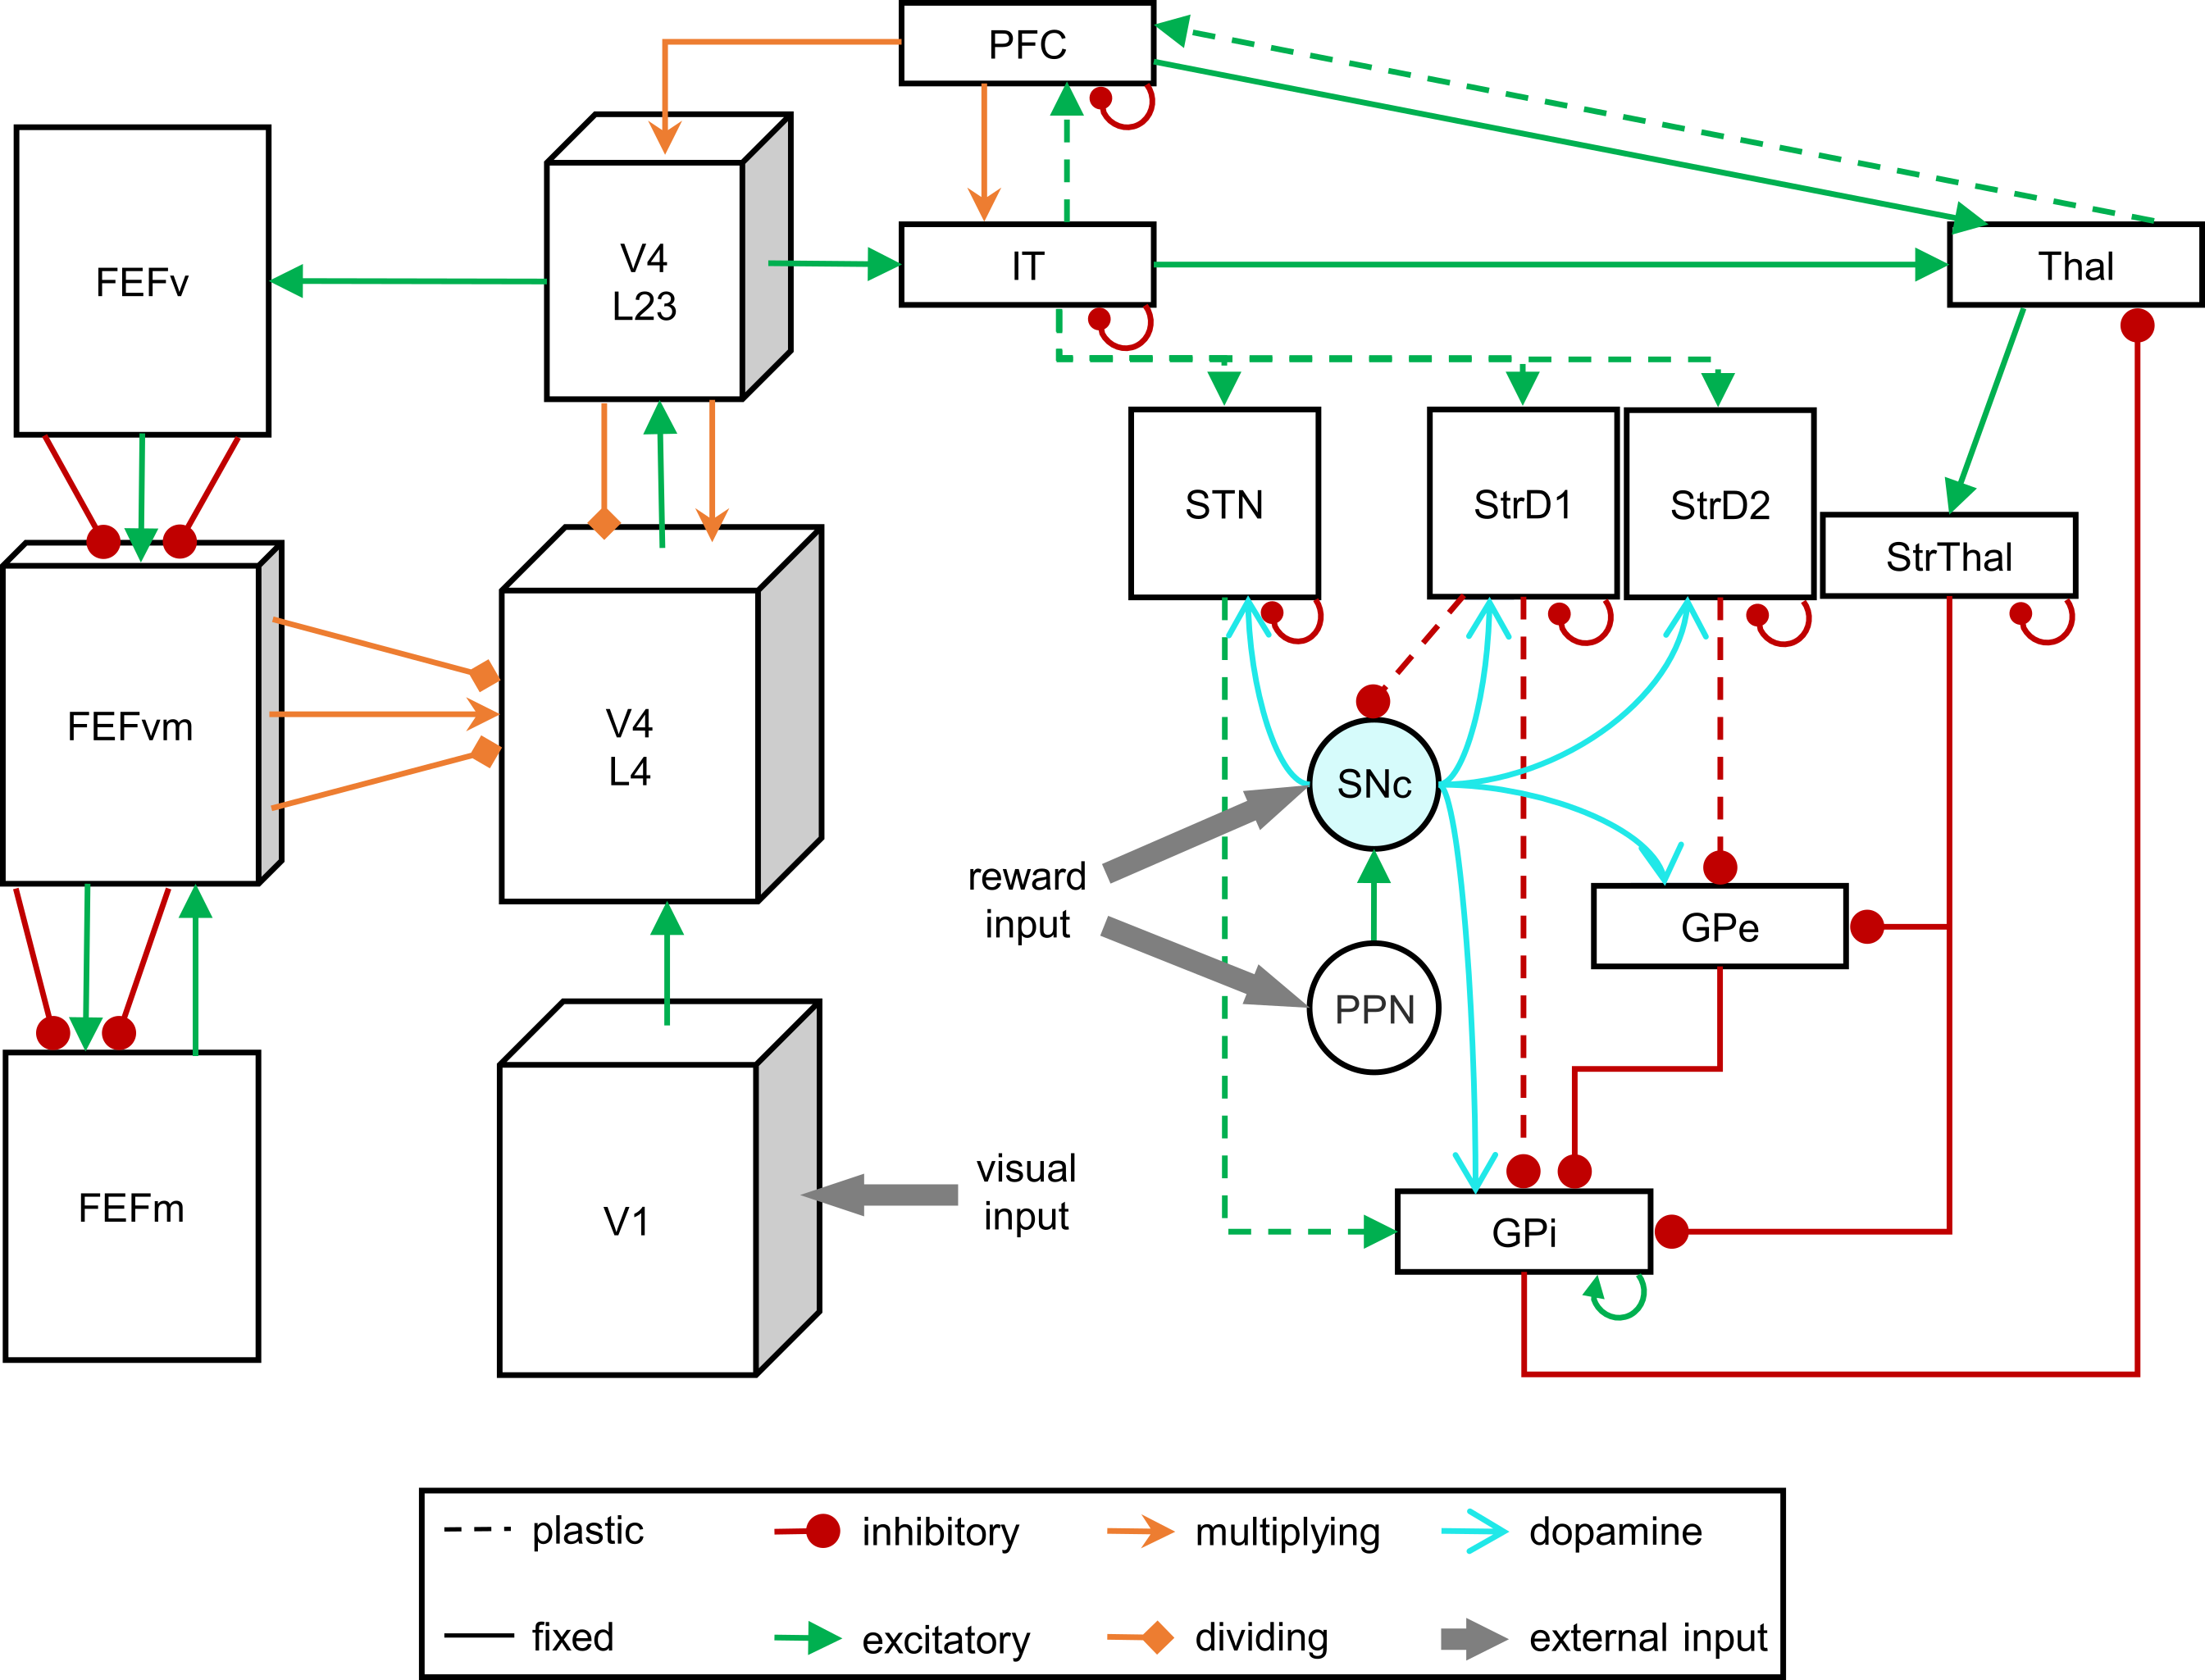 PFC
FEFv
V4
L23
IT
Thal
STN
StrD1
StrD2
StrThal
FEFvm
V4
L4
SNc
reward
input
GPe
PPN
FEFm
V1
visual
input
GPi
plastic
inhibitory
multiplying
dopamine
fixed
excitatory
dividing
external input